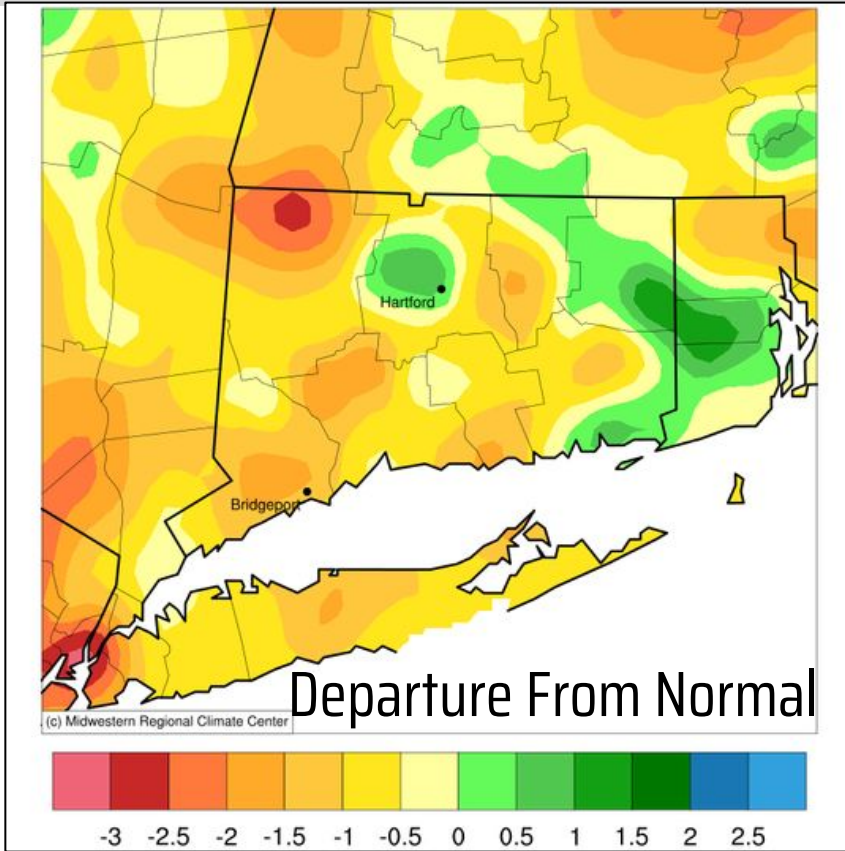 Hartford
Bridgeport
Departure From Normal
(c) Midwestern Regional Climate Center
-3 -2.5 -2 -1.5 -1 -0.5 0 0.5 1 1.5 2 2.5